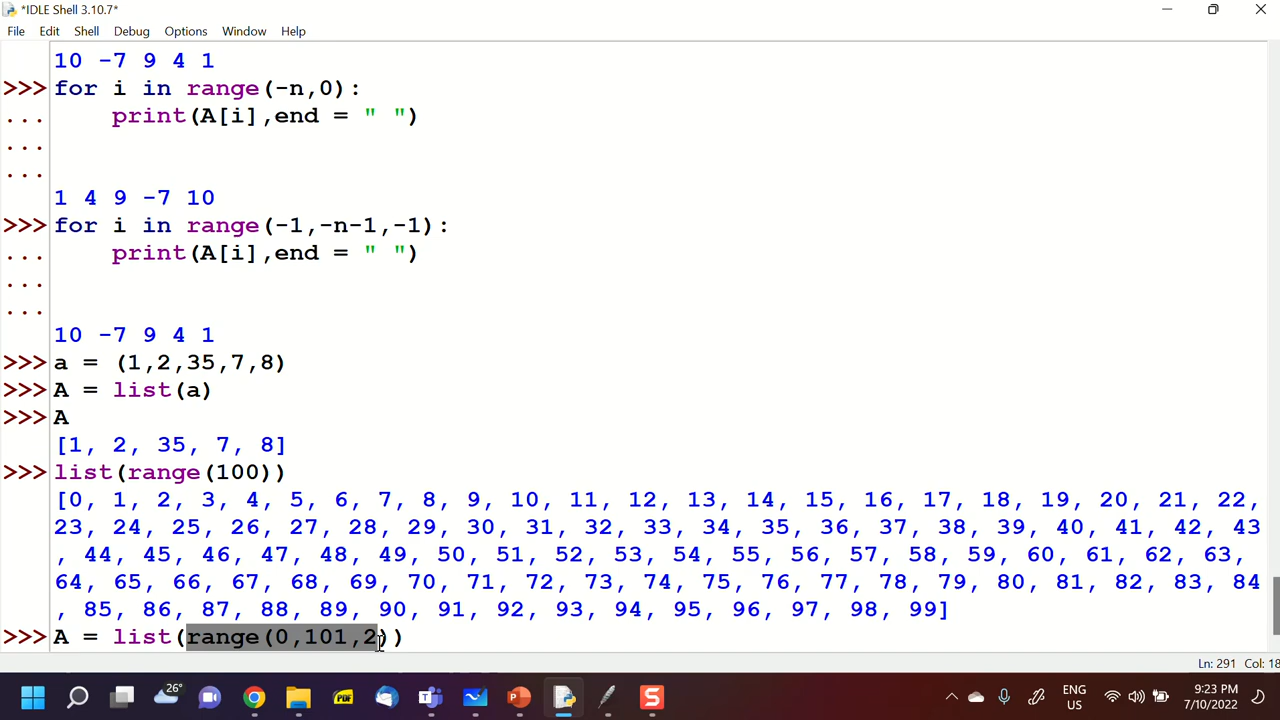 *IDLE Shell 3.10.7*
File Edit Shell Debug Options Window Help
10 -7 9 4 1
>>> for i in range(-n,0):
... print(A[i],end = " ")
...
...
1 4 9 -7 10
>>> for i in range(-1,-n-1,-1):
... print(A[i],end = " ")
...
...
10 -7 9 4 1
>>> a = (1,2,35,7,8)
>>> A = list(a)
>>> A
[1, 2, 35, 7, 8]
>>> list(range(100))
[0, 1, 2, 3, 4, 5, 6, 7, 8, 9, 10, 11, 12, 13, 14, 15, 16, 17, 18, 19, 20, 21, 22,
23, 24, 25, 26, 27, 28, 29, 30, 31, 32, 33, 34, 35, 36, 37, 38, 39, 40, 41, 42, 43
, 44, 45, 46, 47, 48, 49, 50, 51, 52, 53, 54, 55, 56, 57, 58, 59, 60, 61, 62, 63,
64, 65, 66, 67, 68, 69, 70, 71, 72, 73, 74, 75, 76, 77, 78, 79, 80, 81, 82, 83, 84
, 85, 86, 87, 88, 89, 90, 91, 92, 93, 94, 95, 96, 97, 98, 99]
>>> A = list(range(0,101,2))
Ln: 291 Col: 18
26°
PDF
ENG
US
9:23 PM
7/10/2022